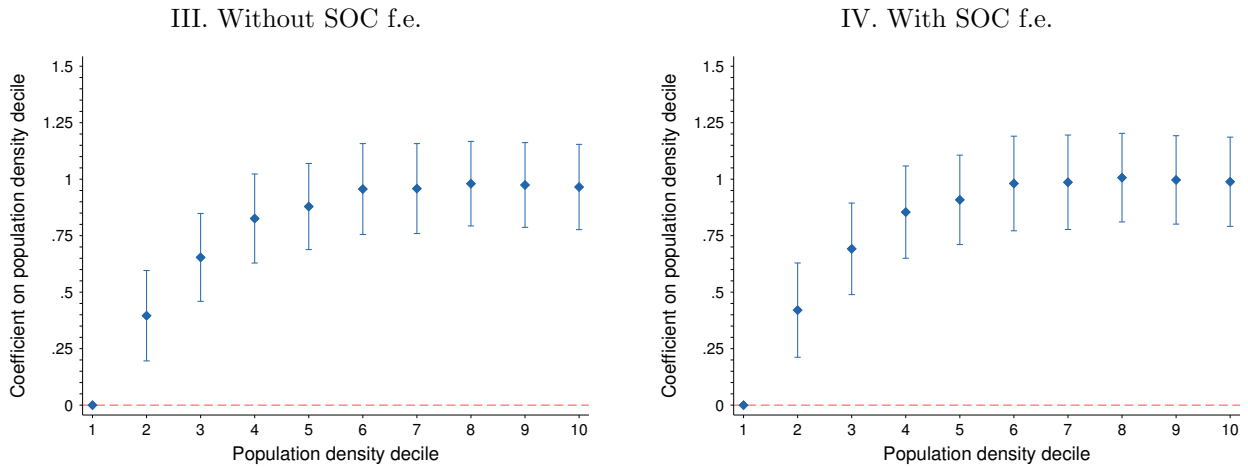 III. Without SOC f.e.
Coefficient on population density decile
1.5
1.25
1
.75
.5
.25
0
1 2 3 4 5 6 7 8 9 10
Population density decile
IV. With SOC f.e.
Coefficient on population density decile
1.5
1.25
1
.75
.5
.25
0
1 2 3 4 5 6 7 8 9 10
Population density decile